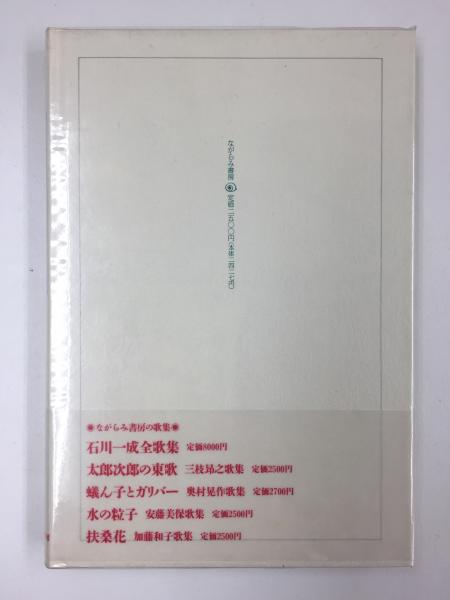 ながらみ書房 定価二五〇〇円(本体二四二七円)
◉ながらみ書房の歌集◉
石川一成全歌集 定価8000円
太郎次郎の東歌 三枝昻之歌集 定価2500円
蟻ん子とガリバー 奥村晃作歌集 定価2700円
水の粒子 安藤美保歌集 定価2500円
扶桑花 加藤和子歌集 定価2500円